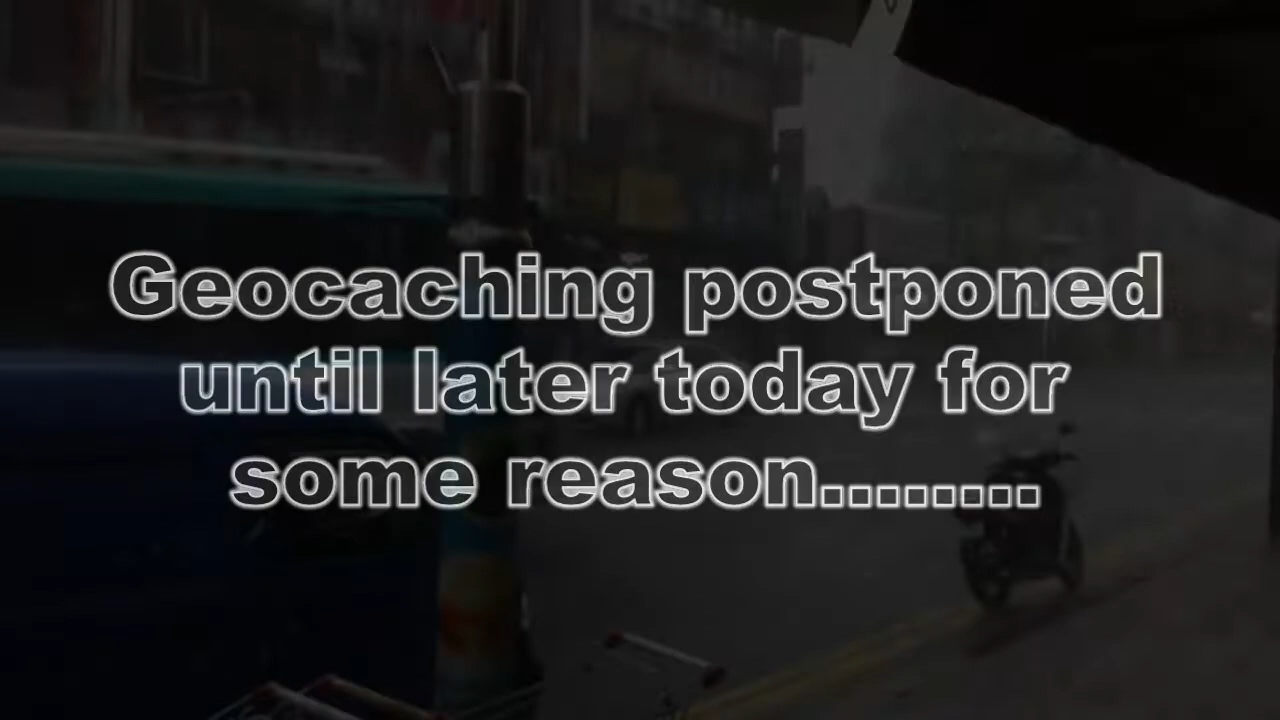 Geocaching postponed
until later today for
some reason........